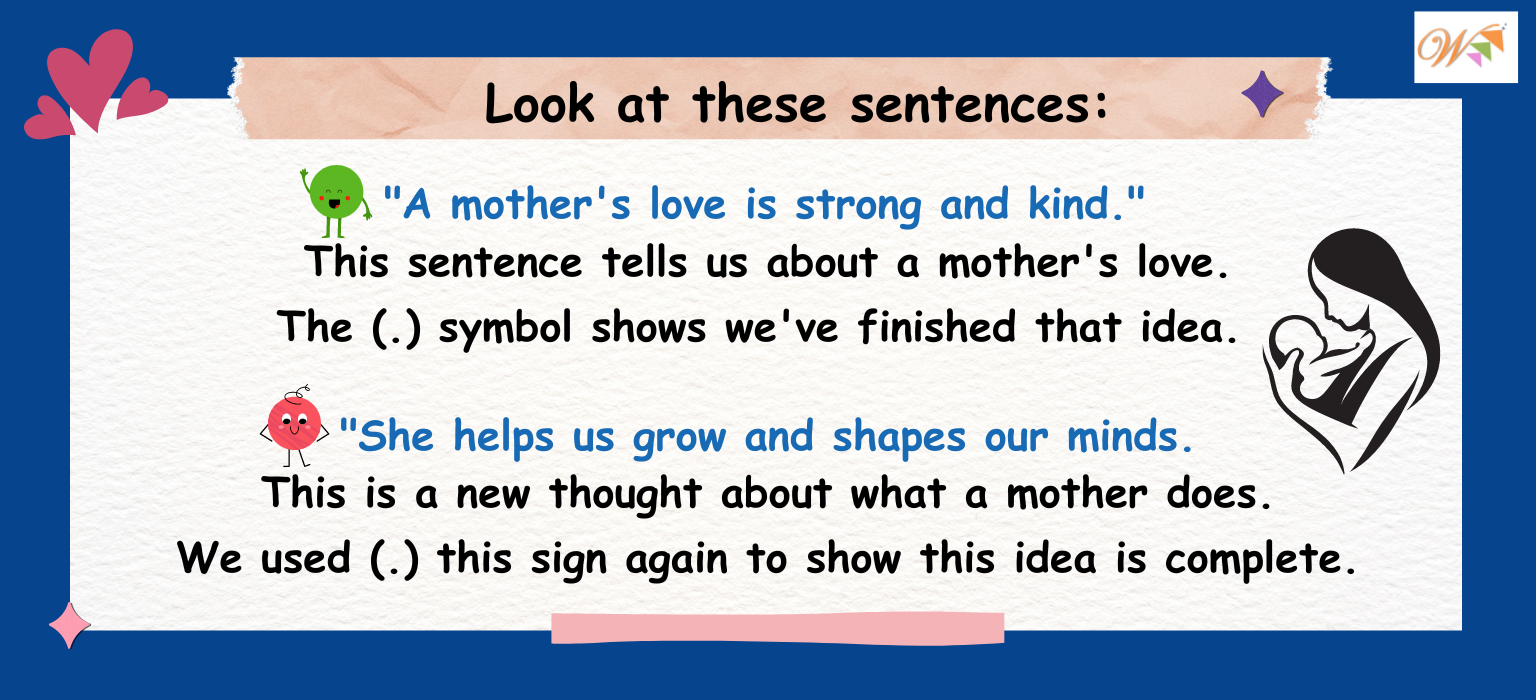 Look at these sentences:
"A mother's love is strong and kind."
This sentence tells us about a mother's love.
The (.) symbol shows we've finished that idea.
"She helps us grow and shapes our minds.
This is a new thought about what a mother does.
We used (.) this sign again to show this idea is complete.
W